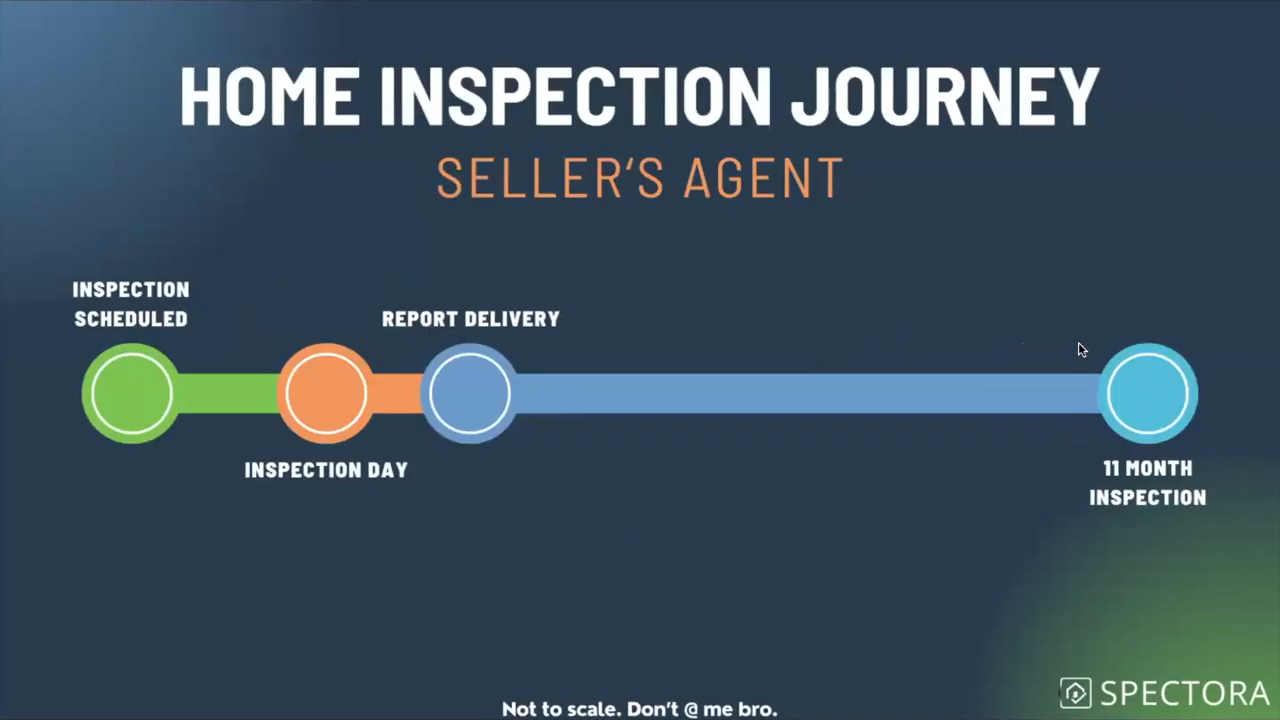 HOME INSPECTION JOURNEY
SELLER'S AGENT
INSPECTION
SCHEDULED
REPORT DELIVERY
INSPECTION DAY
11 MONTH
INSPECTION
SPECTORA
Not to scale. Don't @ me bro.